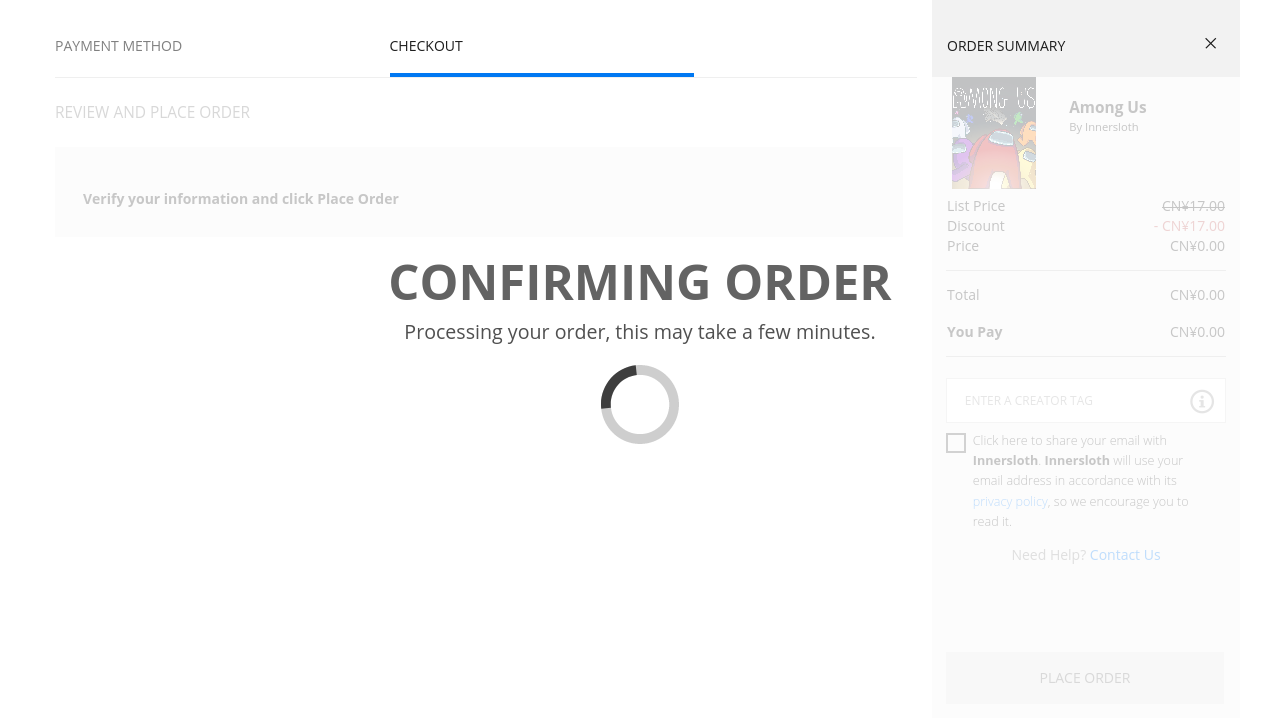 PAYMENT METHOD
CHECKOUT
REVIEW AND PLACE ORDER
Verify your information and click Place Order
CONFIRMING ORDER
Processing your order, this may take a few minutes.
ORDER SUMMARY
AMONG US
Among Us
By Innersloth
List Price CN¥17.00
Discount - CN¥17.00
Price CN¥0.00
Total CN¥0.00
You Pay CN¥0.00
ENTER A CREATOR TAG
Click here to share your email with
Innersloth. Innersloth will use your
email address in accordance with its
privacy policy, so we encourage you to
read it.
Need Help? Contact Us
PLACE ORDER